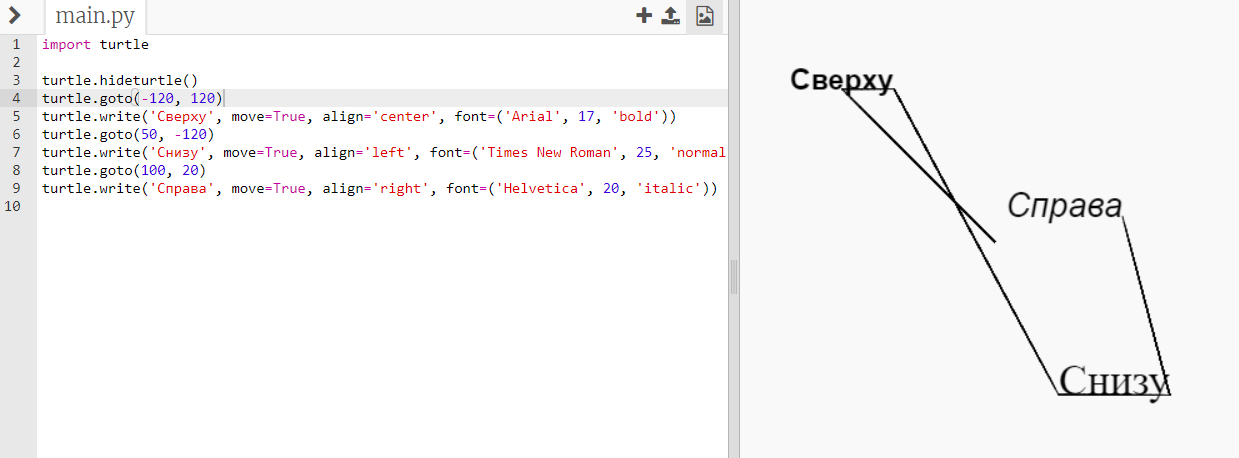 main.py
1 import turtle
2
3 turtle.hideturtle()
4 turtle.goto(-120, 120)
5 turtle.write('Сверху', move=True, align='center', font=('Arial', 17, 'bold'))
6 turtle.goto(50, -120)
7 turtle.write('Снизу', move=True, align='left', font=('Times New Roman', 25, 'normal
8 turtle.goto(100, 20)
9 turtle.write('Справа', move=True, align='right', font=('Helvetica', 20, 'italic'))
10
Сверху
Справа
Снизу